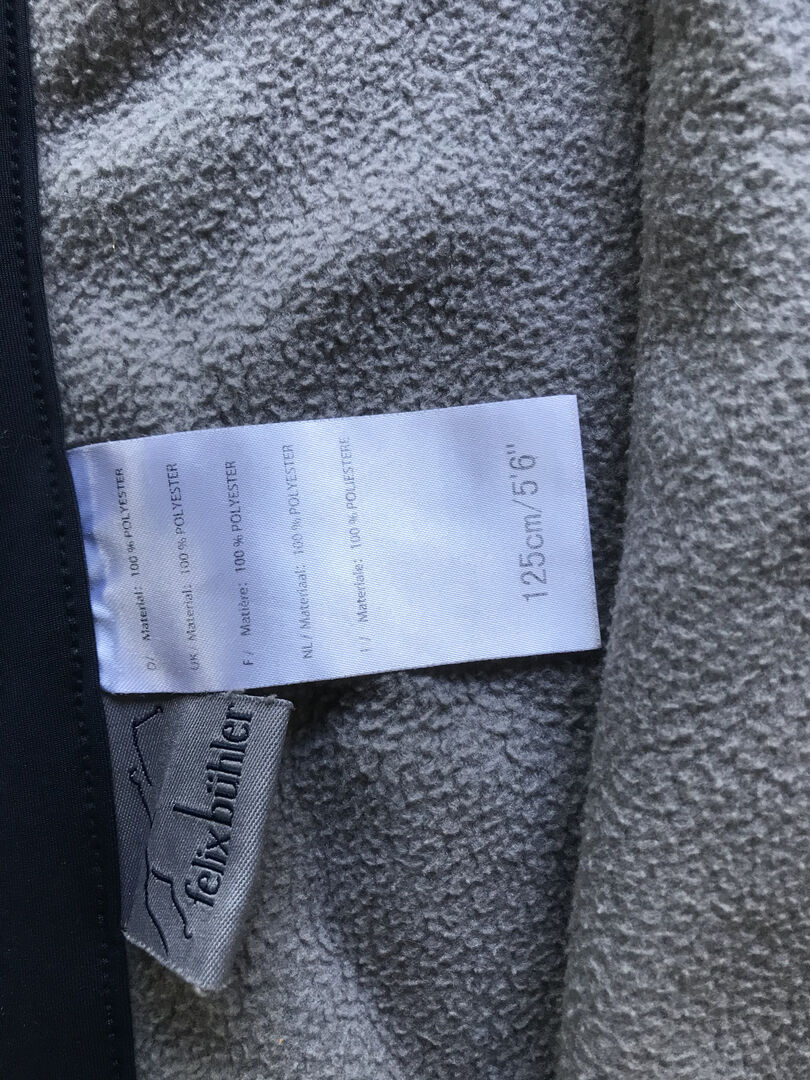 D/ Material: 100 % POLYESTER
UK/ Material: 100 % POLYESTER
F/ Matière: 100 % POLYESTER
NL/ Materiaal: 100 % POLYESTER
I/ Materiale: 100 % POLIESTERE
125cm/5'6"
felix bühler